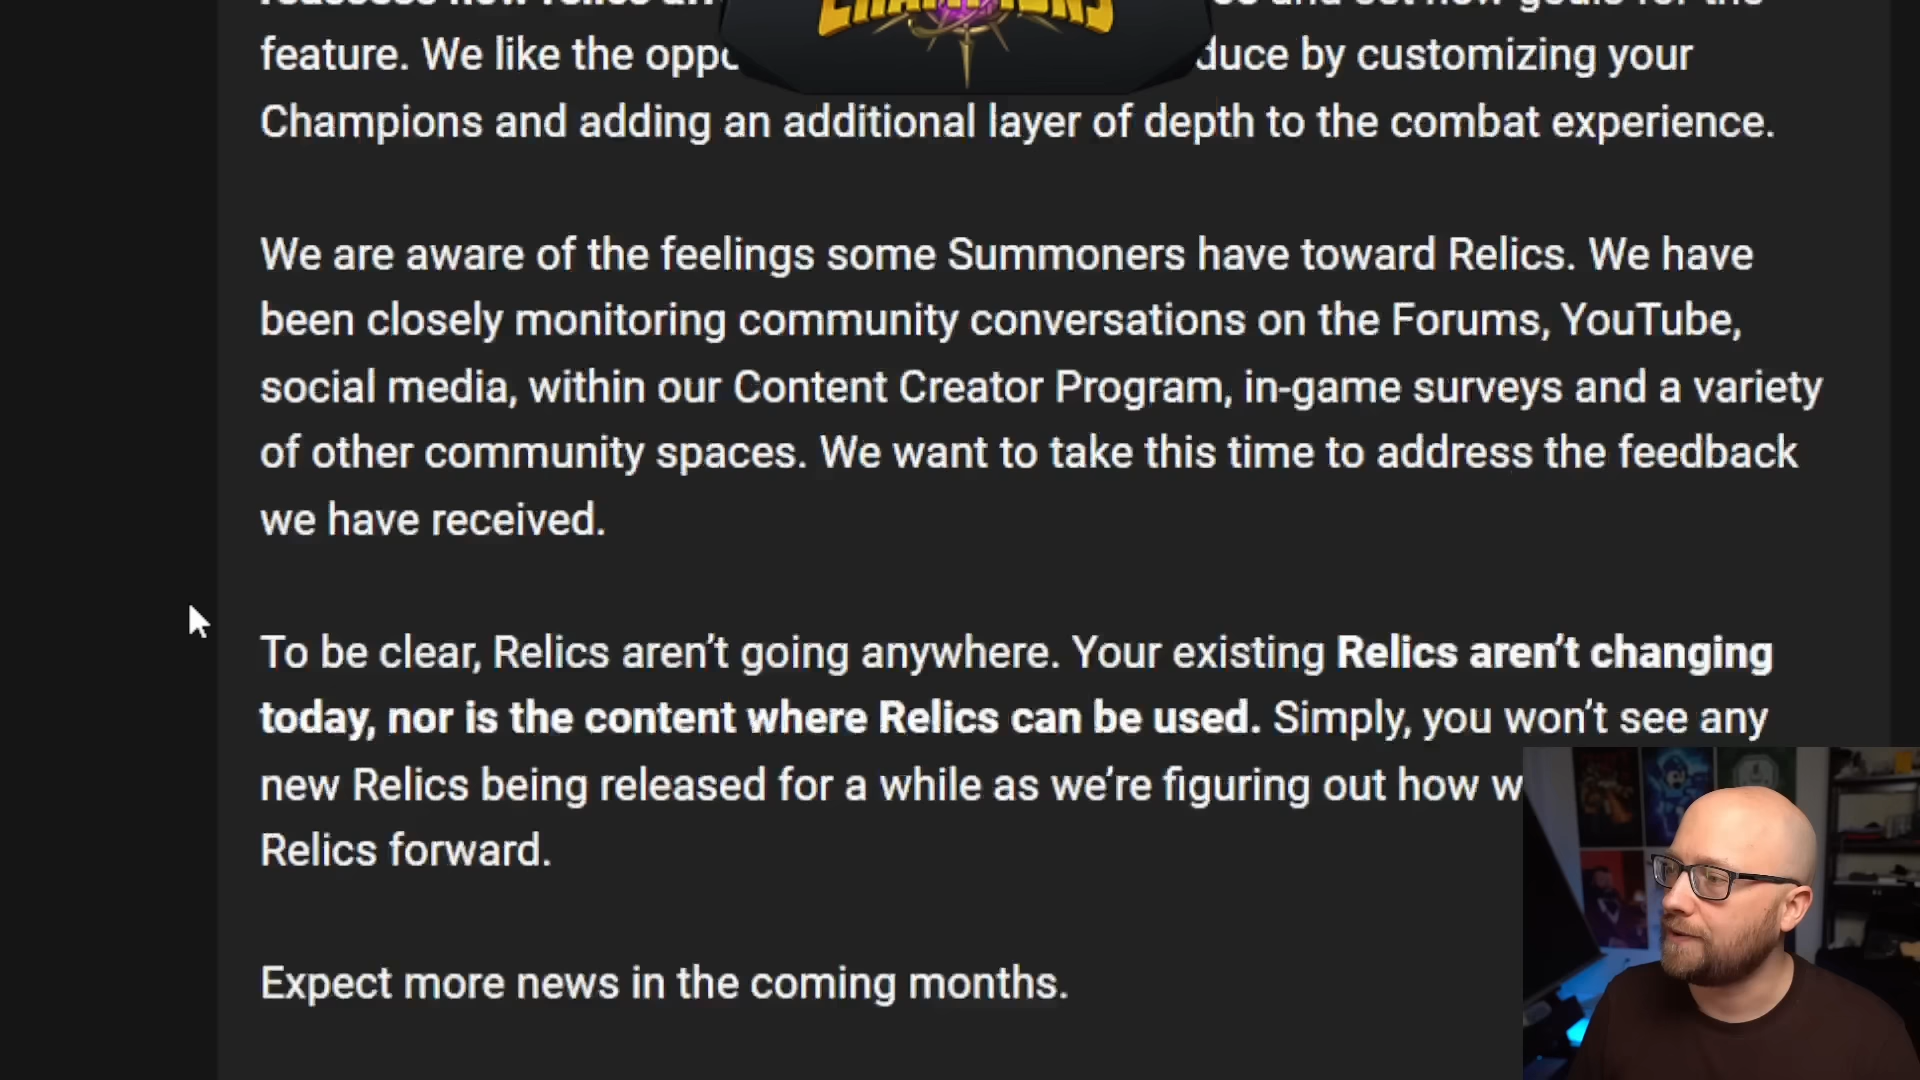 feature. We like the duce by customizing your
Champions and adding an additional layer of depth to the combat experience.
We are aware of the feelings some Summoners have toward Relics. We have
been closely monitoring community conversations on the Forums, YouTube,
social media, within our Content Creator Program, in-game surveys and a variety
of other community spaces. We want to take this time to address the feedback
we have received.
To be clear, Relics aren’t going anywhere. Your existing Relics aren’t changing
today, nor is the content where Relics can be used. Simply, you won’t see any
new Relics being released for a while as we’re figuring out how w
Relics forward.
Expect more news in the coming months.